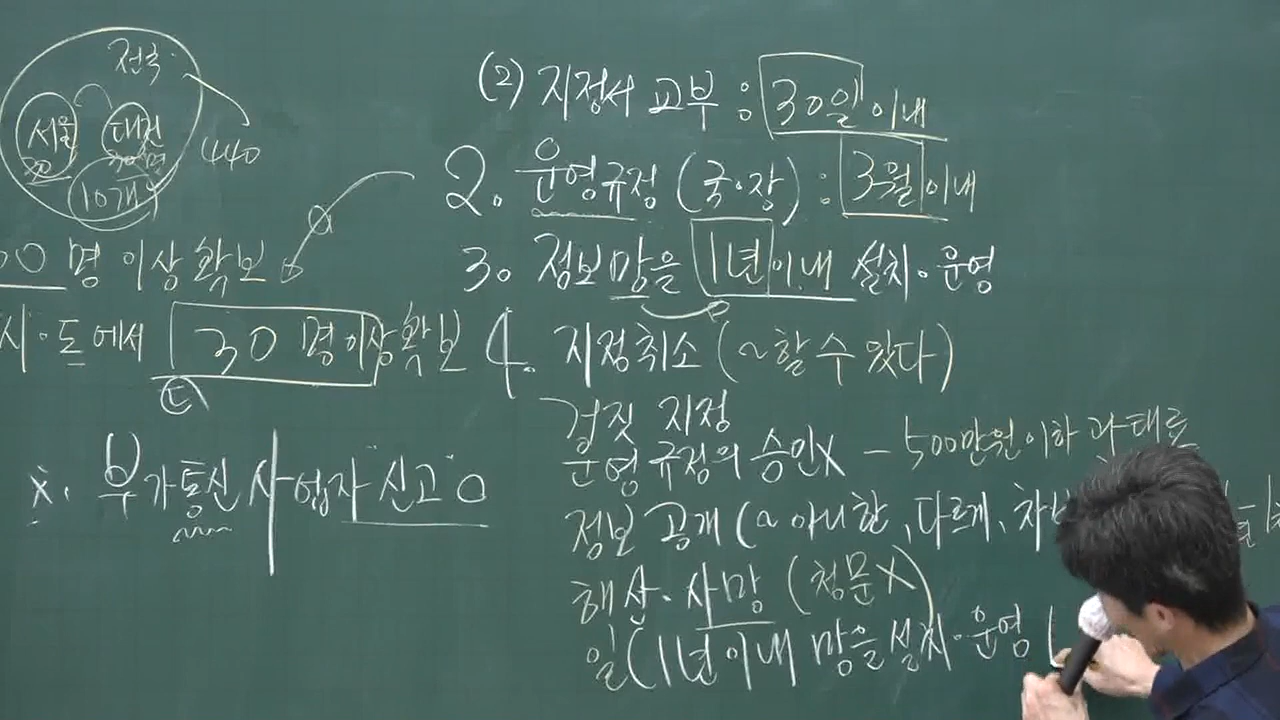 전국
서울 대전
10개
440
00명 이상 확보
시·도에서 30명이상 확보
※. 부가통신사업자 신고 O
(2) 지정서 교부 : 30일 이내
2. 운영규정 (국·장) : 3월 이내
3. 정보망을 1년 이내 설치·운영
4. 지정취소 (~할 수 있다)
거짓 지정
운영규정의 승인X - 500만원이하 과태료
정보 공개 (~아니한, 다르게, 차별
해산·사망 (청문X)
일(1년이내 망을 설치·운영